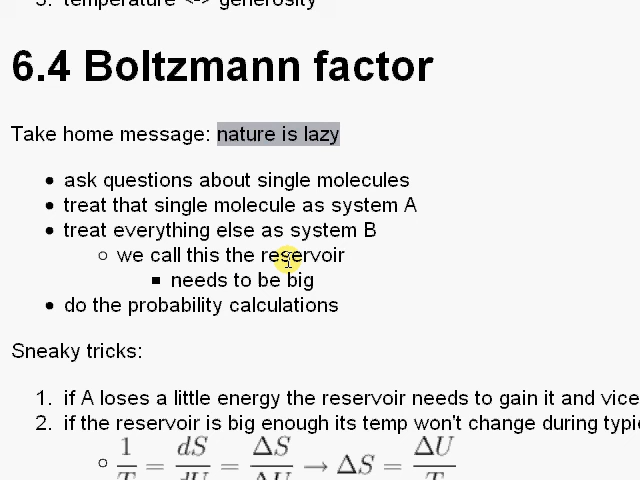 3. temperature <-> generosity
6.4 Boltzmann factor
Take home message: nature is lazy
• ask questions about single molecules
• treat that single molecule as system A
• treat everything else as system B
○ we call this the reservoir
■ needs to be big
• do the probability calculations
Sneaky tricks:
1. if A loses a little energy the reservoir needs to gain it and vice
2. if the reservoir is big enough its temp won't change during typi
○ 1/T = dS/dU = ΔS/ΔU → ΔS = ΔU/T